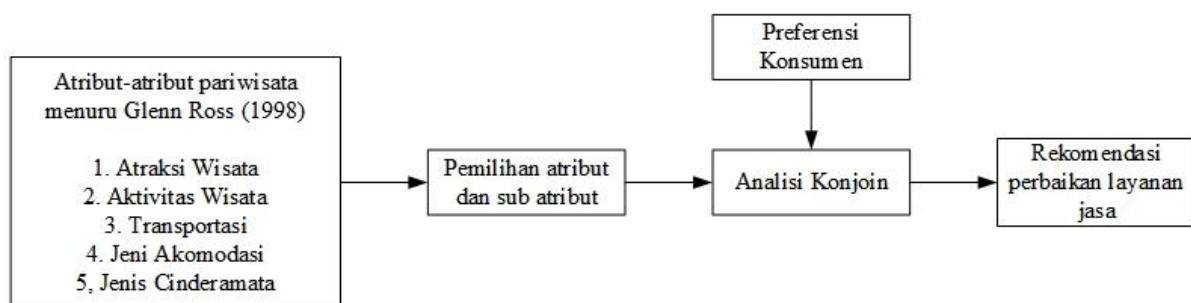 Atribut-atribut pariwisata
menuru Glenn Ross (1998)
1. Atraksi Wisata
2. Aktivitas Wisata
3. Transportasi
4. Jeni Akomodasi
5, Jenis Cinderamata
Pemilihan atribut
dan sub atribut
Preferensi
Konsumen
Analisi Konjoin
Rekomendasi
perbaikan layanan
jasa